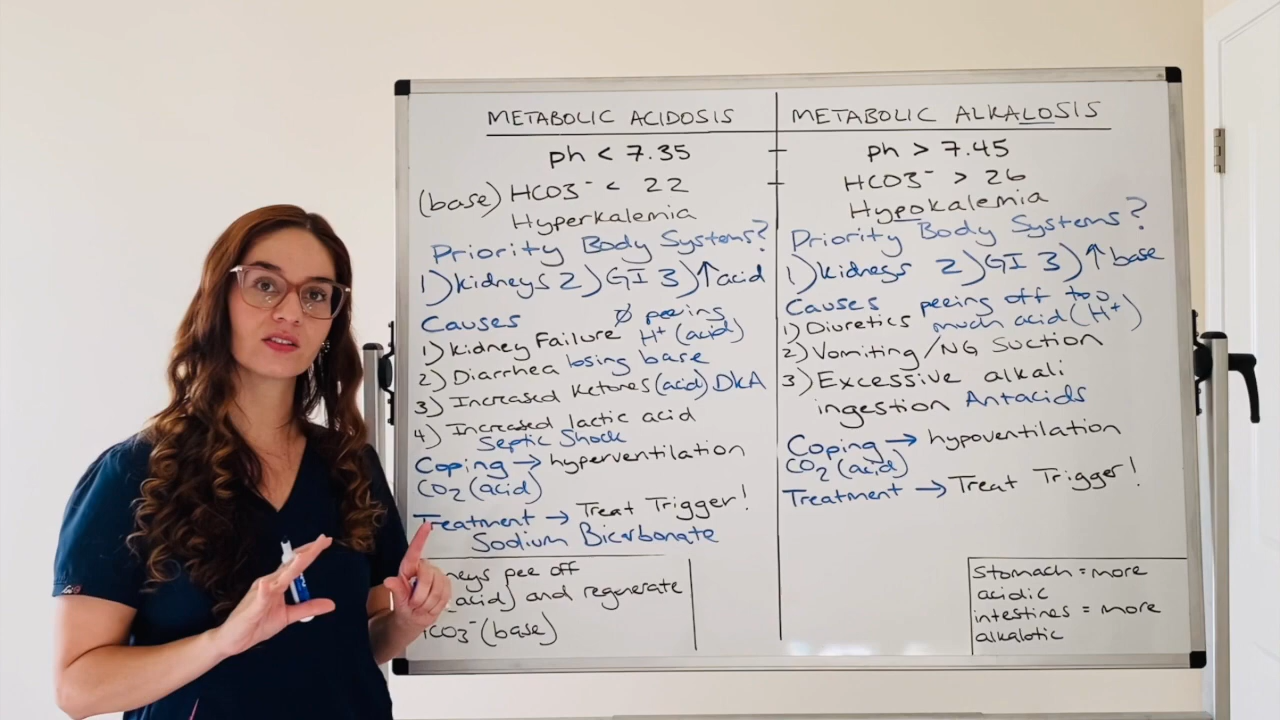 METABOLIC ACIDOSIS
ph < 7.35
(base) HCO3⁻ < 22
Hyperkalemia
Priority Body Systems?
1) Kidneys 2) GI 3) ↑ acid
Causes
Ø peeing
1) Kidney Failure H⁺ (acid)
2) Diarrhea losing base
3) Increased Ketones (acid) DKA
4) Increased lactic acid
Septic Shock
Coping → hyperventilation
CO2 (acid)
Treatment → Treat Trigger!
Sodium Bicarbonate
pee off
acid) and regenerate
HCO3⁻ (base)
METABOLIC ALKALOSIS
ph > 7.45
HCO3⁻ > 26
Hypokalemia
Priority Body Systems?
1) Kidneys 2) GI 3) ↑ base
Causes peeing off too
1) Diuretics much acid (H⁺)
2) Vomiting / NG Suction
3) Excessive alkali
ingestion Antacids
Coping → hypoventilation
CO2 (acid)
Treatment → Treat Trigger!
Stomach = more
acidic
intestines = more
alkalotic